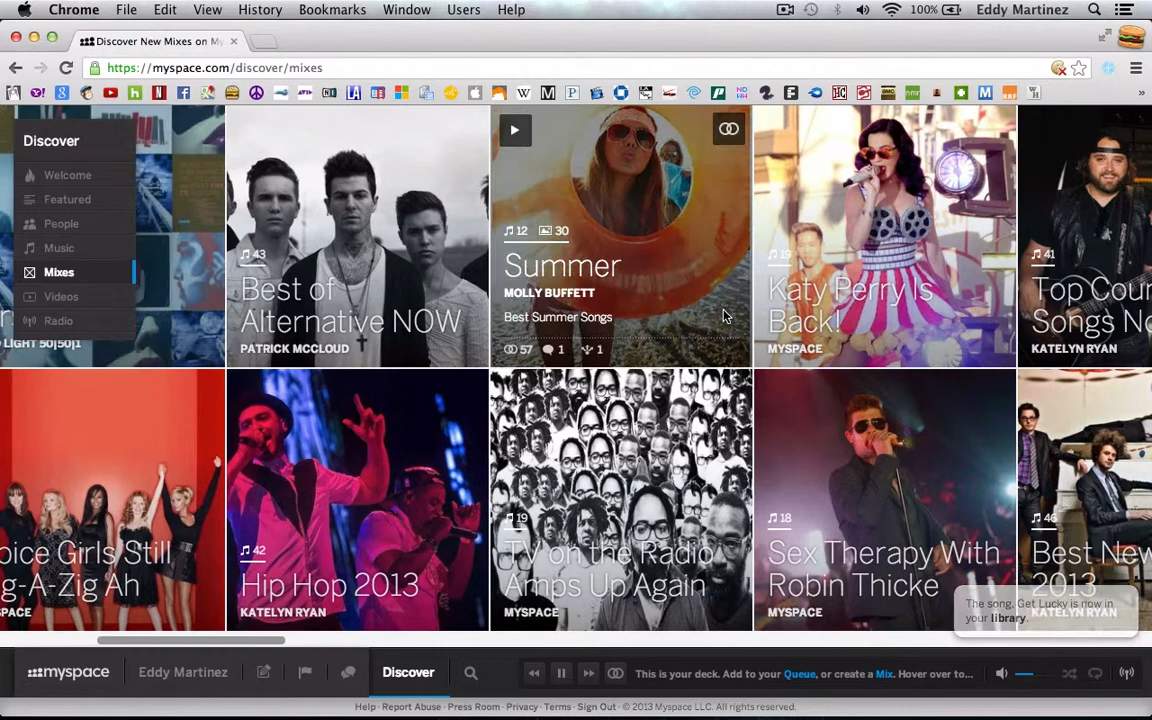 Chrome File Edit View History Bookmarks Window Users Help 100% Eddy Martinez
Discover New Mixes on My
https://myspace.com/discover/mixes
Discover
Welcome
Featured
People
Music
Mixes
Videos
Radio
LIGHT 50|50|1
43
Best of
Alternative NOW
PATRICK MCCLOUD
12 30
Summer
MOLLY BUFFETT
Best Summer Songs
57 1 1
19
Katy Perry Is
Back!
MYSPACE
41
Top Coun
Songs No
KATELYN RYAN
pice Girls Still
g-A-Zig Ah
MYSPACE
42
Hip Hop 2013
KATELYN RYAN
19
TV on the Radio
Amps Up Again
MYSPACE
18
Sex Therapy With
Robin Thicke
MYSPACE
46
Best New
2013
KATELYN RYAN
The song, Get Lucky is now in
your library.
myspace Eddy Martinez Discover This is your deck. Add to your Queue, or create a Mix. Hover over to...
Help · Report Abuse · Press Room · Privacy · Terms · Sign Out · © 2013 Myspace LLC. All rights reserved.